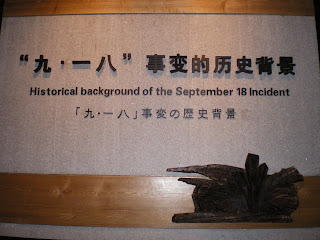 “九·一八”事变的历史背景
Historical background of the September 18 Incident
「九·一八」事変の歴史背景